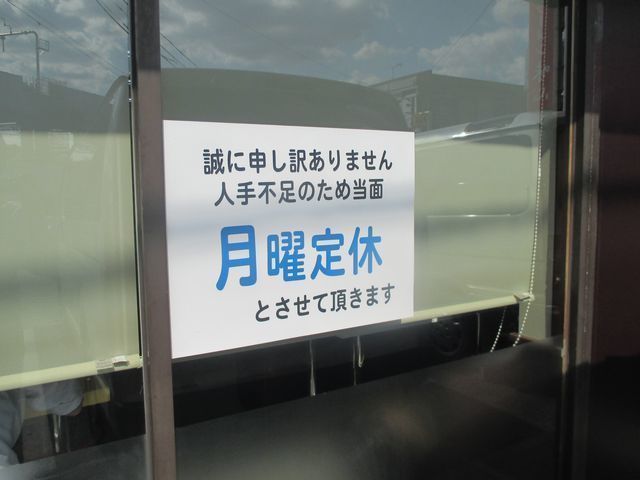 誠に申し訳ありません
人手不足のため当面
月曜定休
とさせて頂きます